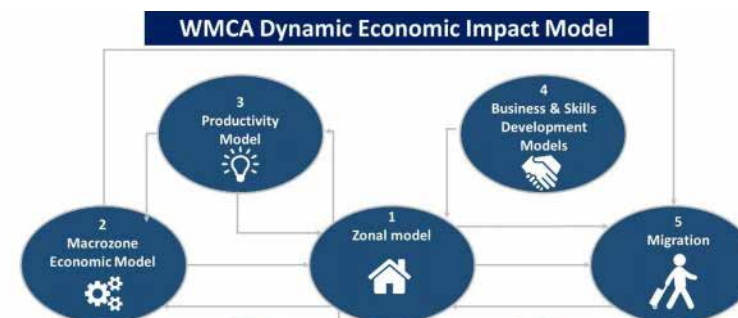 WMCA Dynamic Economic Impact Model
3
Productivity
Model
4
Business & Skills
Development
Models
2
Macrozone
Economic Model
1
Zonal model
5
Migration